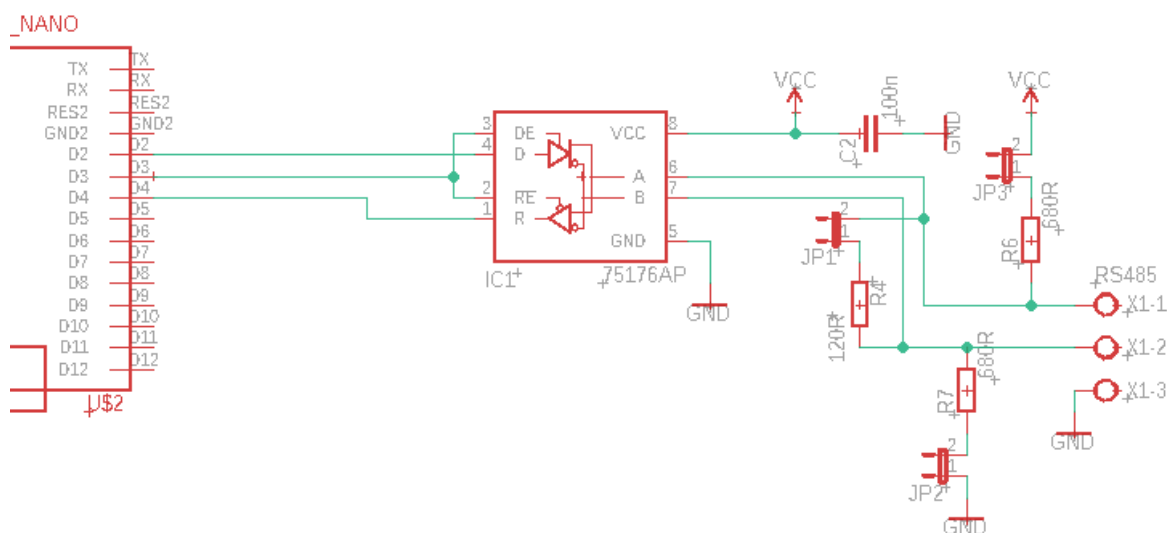 _NANO
TX TX
RX RX
RES2 RES2
GND2 GND2
D2 D2
D3 D3
D4 D4
D5 D5
D6 D6
D7 D7
D8 D8
D9 D9
D10 D10
D11 D11
D12 D12
U$2
3 DE VCC 8
4 D
A 6
2 RE B 7
1 R
GND 5
IC1
75176AP
GND
VCC
C2
100n
GND
VCC
2
1
JP3
R6
680R
2
1
JP1
R4
120R
RS485
X1-1
X1-2
X1-3
GND
R7
680R
2
1
JP2
GND